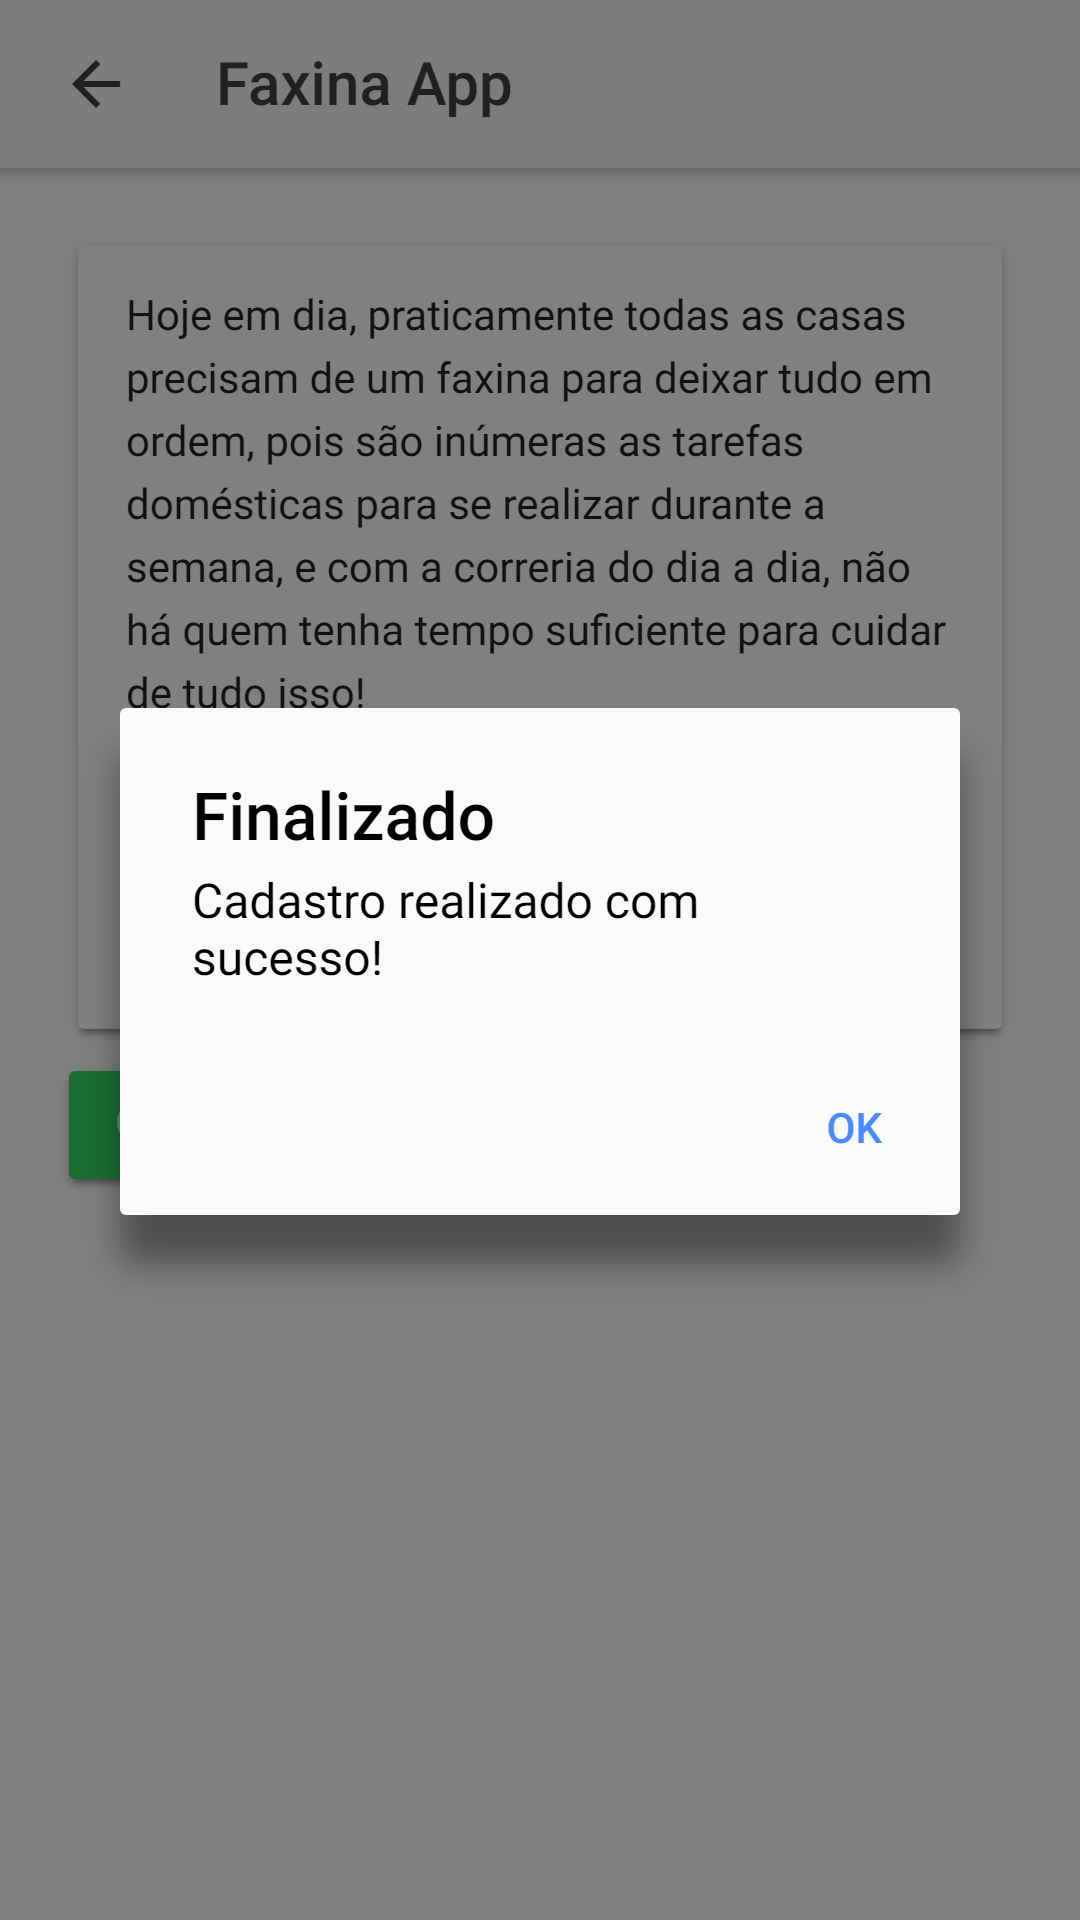 Faxina App
Hoje em dia, praticamente todas as casas
precisam de um faxina para deixar tudo em
ordem, pois são inúmeras as tarefas
domésticas para se realizar durante a
semana, e com a correria do dia a dia, não
há quem tenha tempo suficiente para cuidar
de tudo isso!
Finalizado
Cadastro realizado com
sucesso!
OK